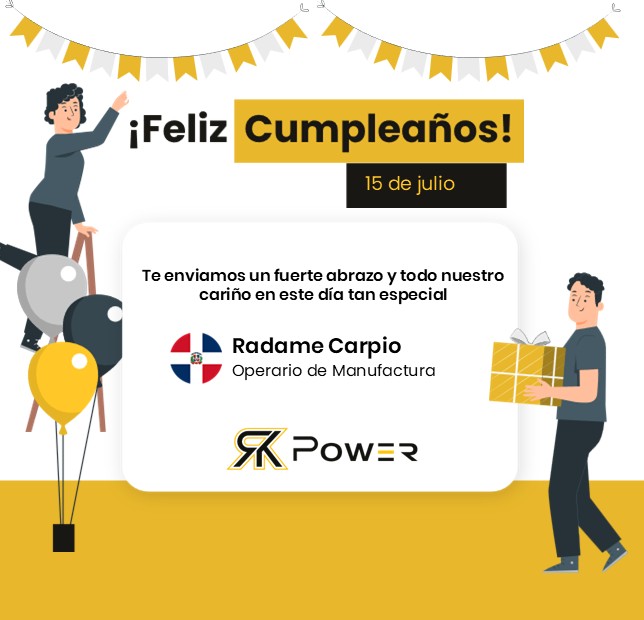 ¡Feliz Cumpleaños!
15 de julio
Te enviamos un fuerte abrazo y todo nuestro
cariño en este día tan especial
Radame Carpio
Operario de Manufactura
RK Power